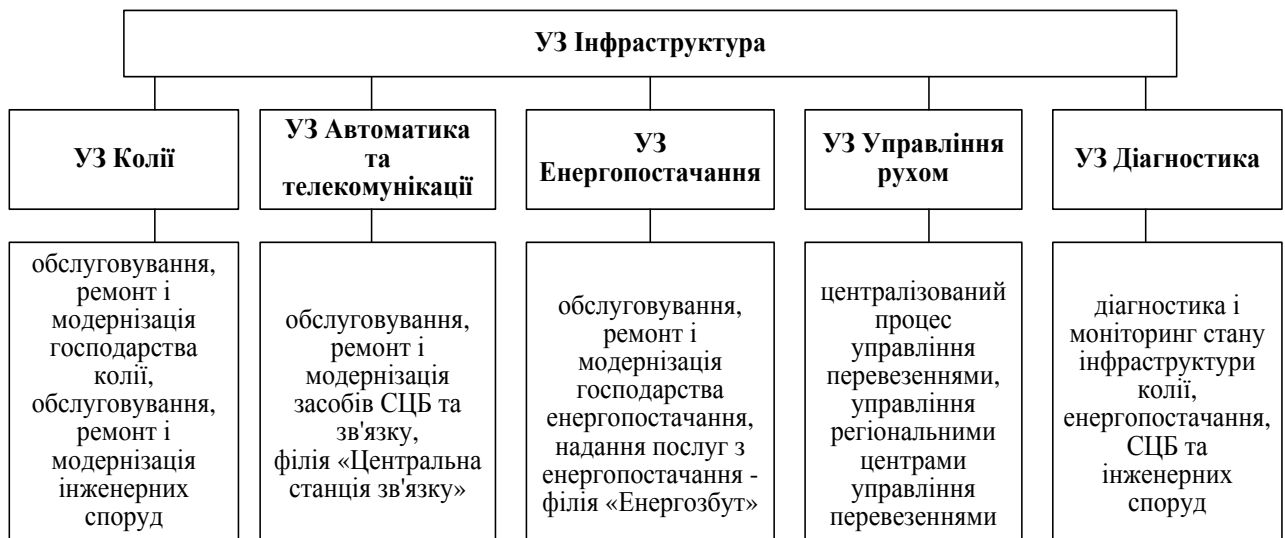 УЗ Інфраструктура
УЗ Колії
УЗ Автоматика
та
телекомунікації
УЗ
Енергопостачання
УЗ Управління
рухом
УЗ Діагностика
обслуговування,
ремонт і
модернізація
господарства
колії,
обслуговування,
ремонт і
модернізація
інженерних
споруд
обслуговування,
ремонт і
модернізація
засобів СЦБ та
зв'язку,
філія «Центральна
станція зв'язку»
обслуговування,
ремонт і
модернізація
господарства
енергопостачання,
надання послуг з
енергопостачання -
філія «Енергозбут»
централізований
процес
управління
перевезеннями,
управління
регіональними
центрами
управління
перевезеннями
діагностика і
моніторинг стану
інфраструктури
колії,
енергопостачання,
СЦБ та
інженерних
споруд